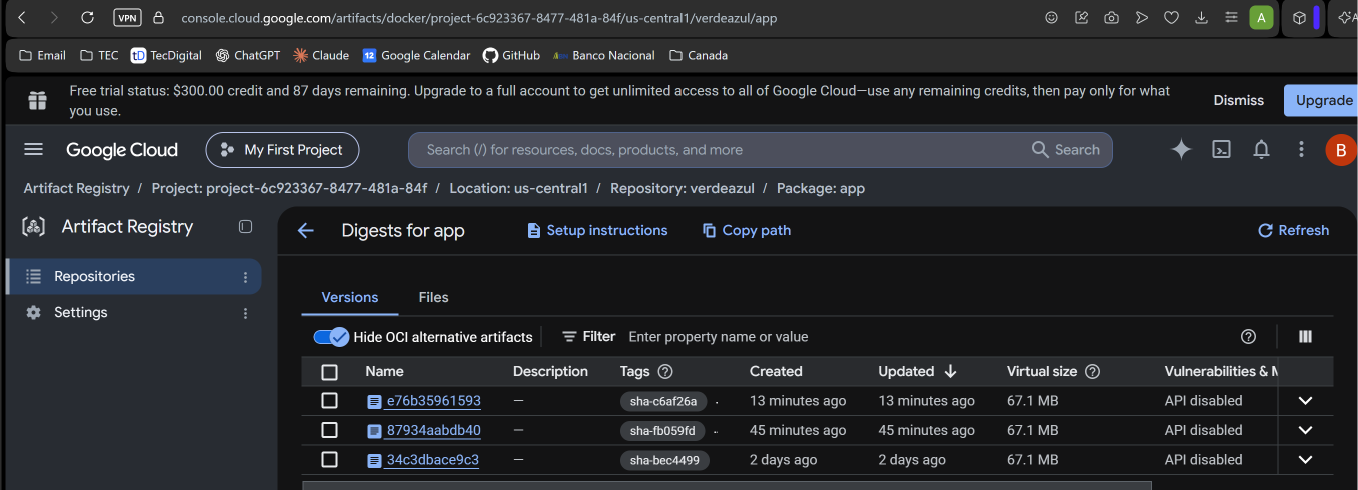 VPN console.cloud.google.com/artifacts/docker/project-6c923367-8477-481a-84f/us-central1/verdeazul/app A
Email TEC tD TecDigital ChatGPT Claude 12 Google Calendar GitHub Banco Nacional Canada
Free trial status: $300.00 credit and 87 days remaining. Upgrade to a full account to get unlimited access to all of Google Cloud—use any remaining credits, then pay only for what
you use.
Dismiss Upgrade
Google Cloud My First Project Search (/) for resources, docs, products, and more Search B
Artifact Registry / Project: project-6c923367-8477-481a-84f / Location: us-central1 / Repository: verdeazul / Package: app
Artifact Registry Digests for app Setup instructions Copy path Refresh
Repositories
Settings
Versions Files
Hide OCI alternative artifacts Filter Enter property name or value
Name Description Tags Created Updated Virtual size Vulnerabilities &
e76b35961593 – sha-c6af26a 13 minutes ago 13 minutes ago 67.1 MB API disabled
87934aabdb40 – sha-fb059fd 45 minutes ago 45 minutes ago 67.1 MB API disabled
34c3dbace9c3 – sha-bec4499 2 days ago 2 days ago 67.1 MB API disabled